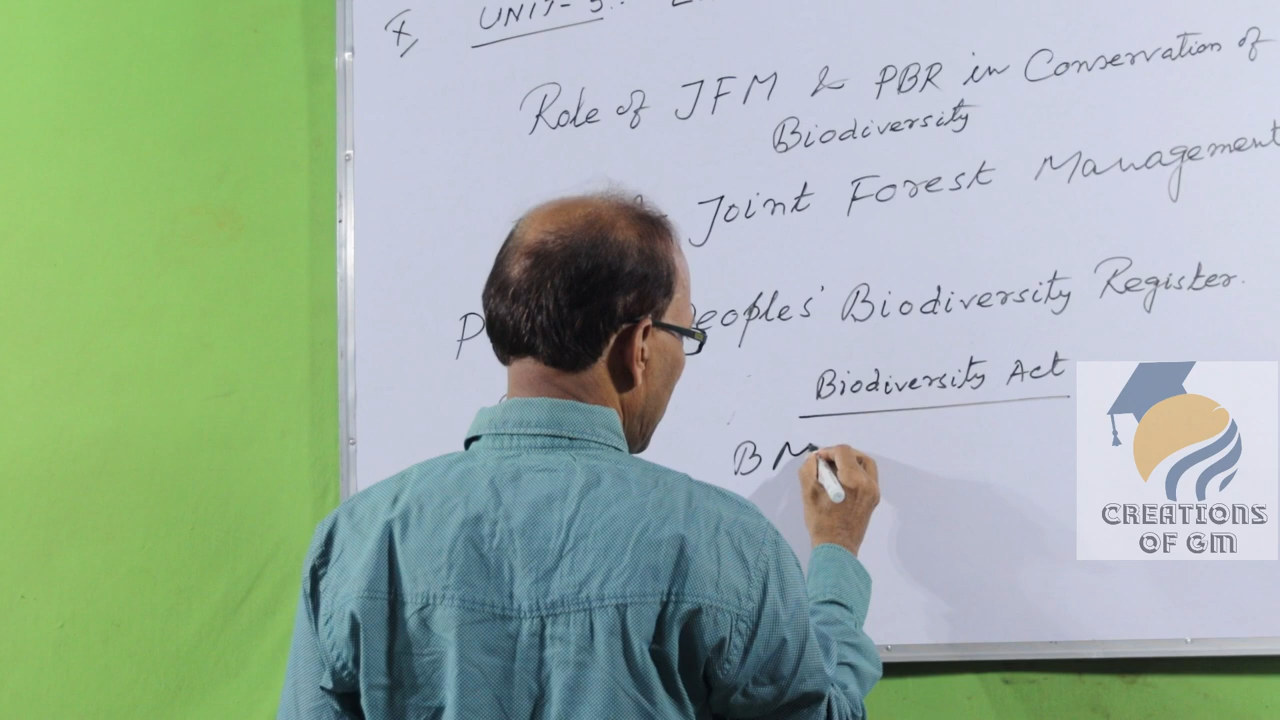 X, UNIT-5:
Role of JFM & PBR in Conservation of
Biodiversity
Joint Forest Management
eoples' Biodiversity Register.
Biodiversity Act
B M
CREATIONS
OF GM